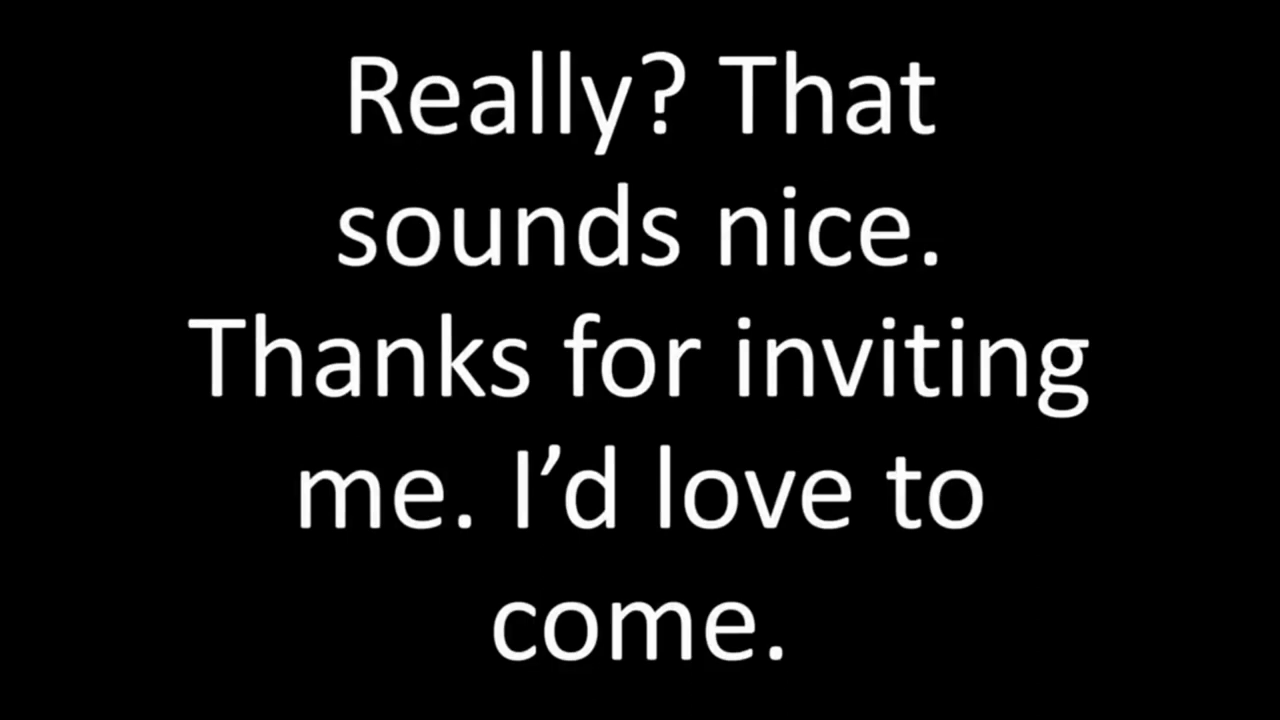 Really? That
sounds nice.
Thanks for inviting
me. I’d love to
come.